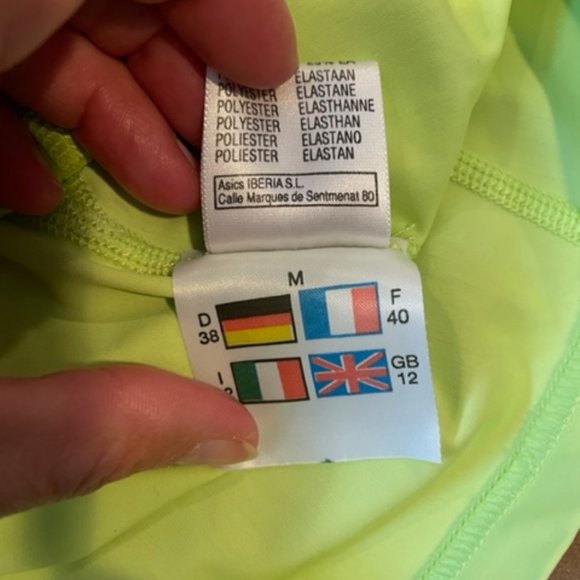 ELASTAAN
POLYESTER ELASTANE
POLYESTER ELASTHANNE
POLYESTER ELASTHAN
POLIESTER ELASTANO
POLIESTER ELASTAN
Asics IBERIA S.L.
Calle Marques de Sentmenat 80
M
D 38
F 40
I
GB 12